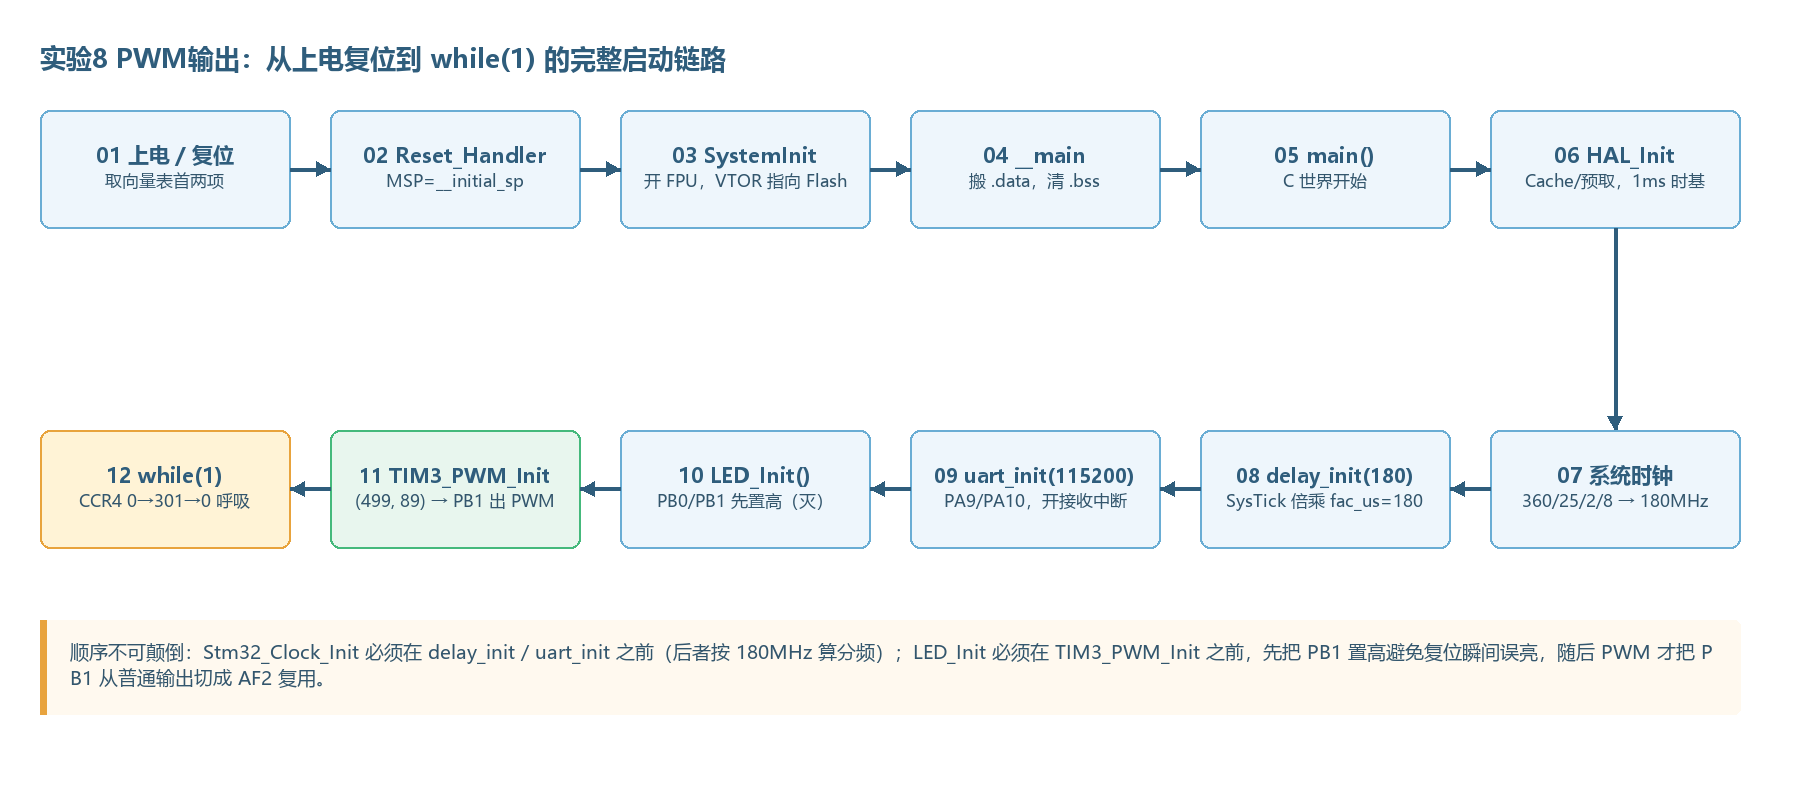 实验8 PWM输出：从上电复位到 while(1) 的完整启动链路
01 上电 / 复位
取向量表首两项
02 Reset_Handler
MSP=__initial_sp
03 SystemInit
开 FPU，VTOR 指向 Flash
04 __main
搬 .data，清 .bss
05 main()
C 世界开始
06 HAL_Init
Cache/预取，1ms 时基
12 while(1)
CCR4 0→301→0 呼吸
11 TIM3_PWM_Init
(499, 89) → PB1 出 PWM
10 LED_Init()
PB0/PB1 先置高（灭）
09 uart_init(115200)
PA9/PA10，开接收中断
08 delay_init(180)
SysTick 倍乘 fac_us=180
07 系统时钟
360/25/2/8 → 180MHz
顺序不可颠倒：Stm32_Clock_Init 必须在 delay_init / uart_init 之前（后者按 180MHz 算分频）；LED_Init 必须在 TIM3_PWM_Init 之前，先把 PB1 置高避免复位瞬间误亮，随后 PWM 才把 P
B1 从普通输出切成 AF2 复用。